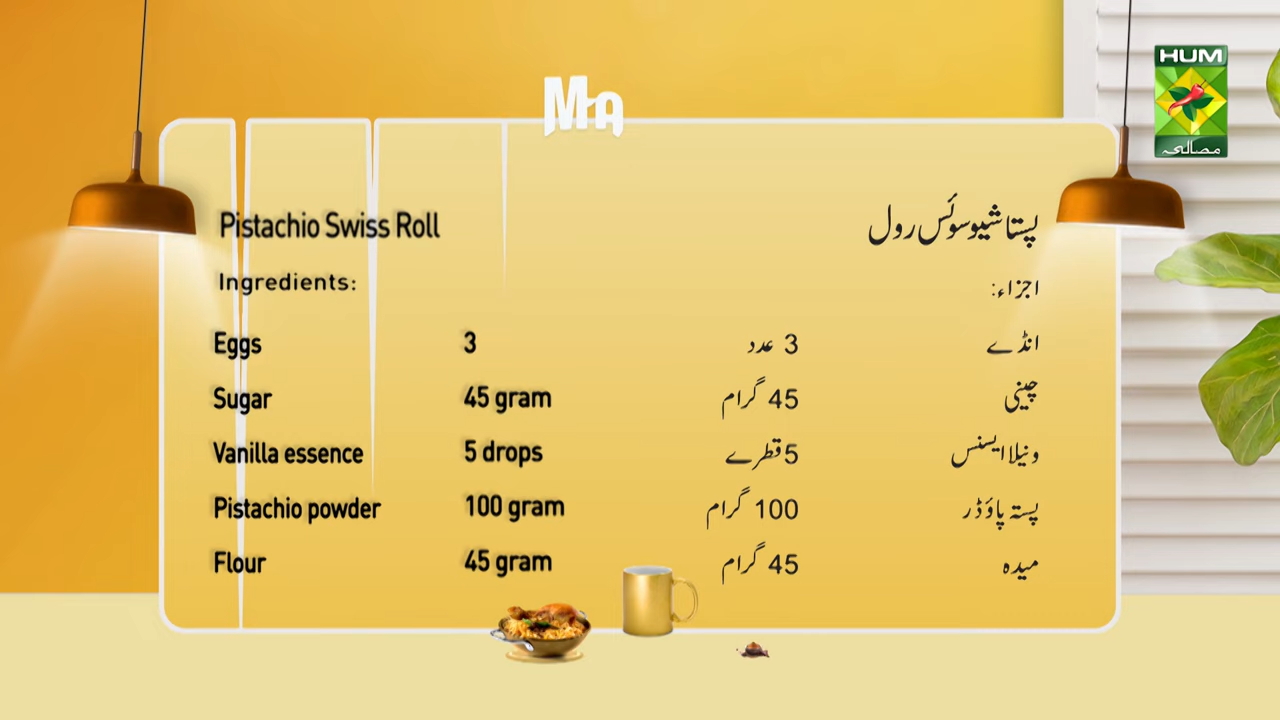 HUM
مصالحہ
MA
Pistachio Swiss Roll پستاشیو سوئس رول
Ingredients: اجزاء:
Eggs 3 3 عدد انڈے
Sugar 45 gram 45 گرام چینی
Vanilla essence 5 drops 5 قطرے ونیلا ایسنس
Pistachio powder 100 gram 100 گرام پستہ پاؤڈر
Flour 45 gram 45 گرام میدہ